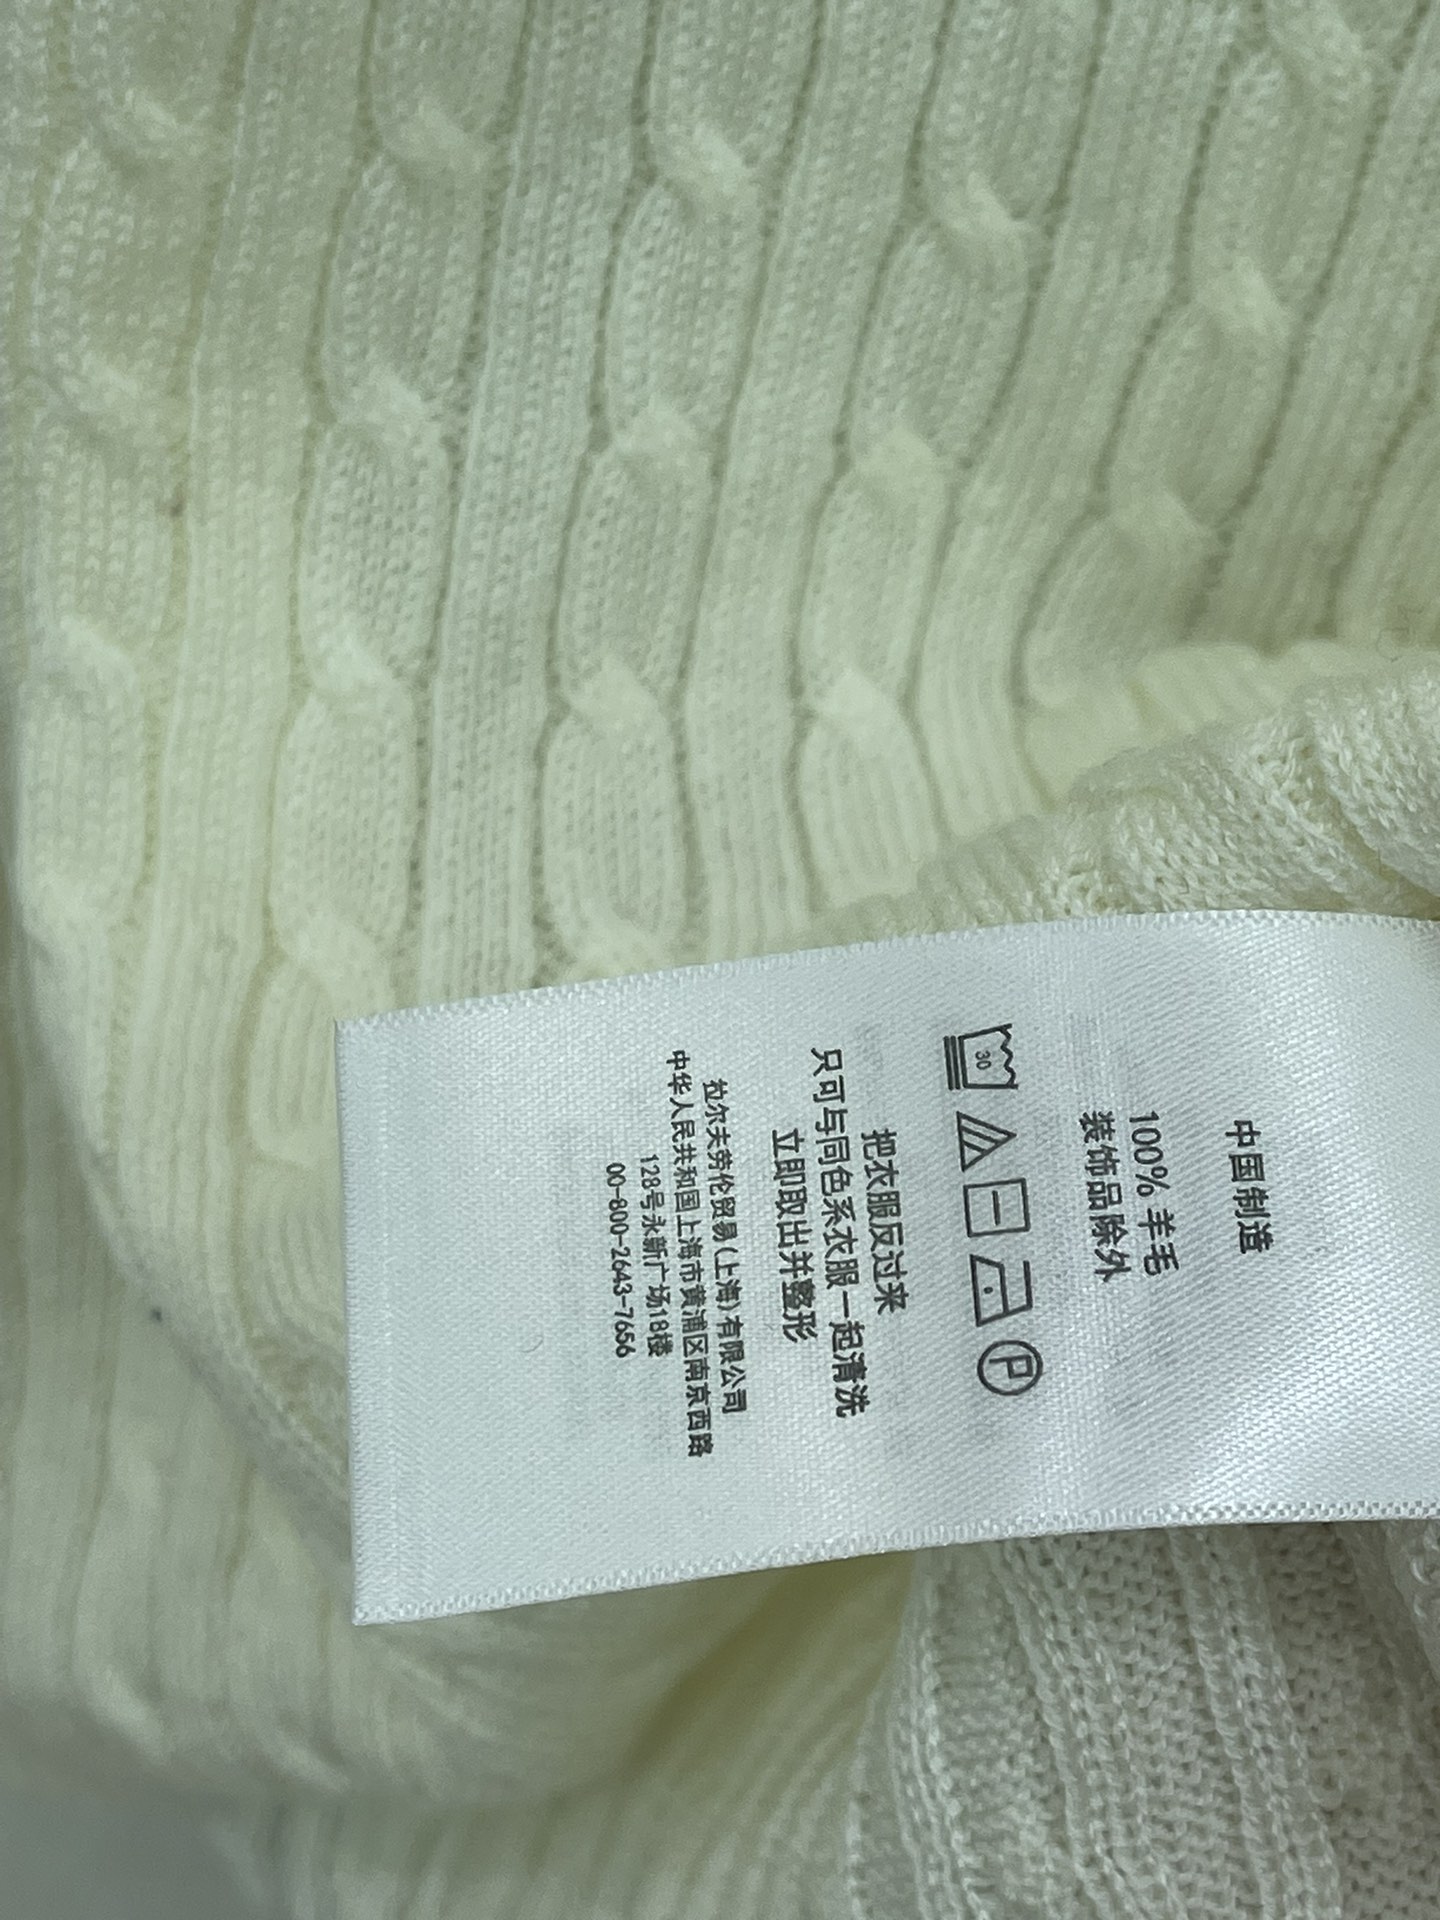 中国制造
100% 羊毛
装饰品除外
30
P
把衣服反过来
只可与同色系衣服一起清洗
立即取出并整形
拉尔夫劳伦贸易(上海)有限公司
中华人民共和国上海市黄浦区南京西路
128号永新广场18楼
00-800-2643-7656